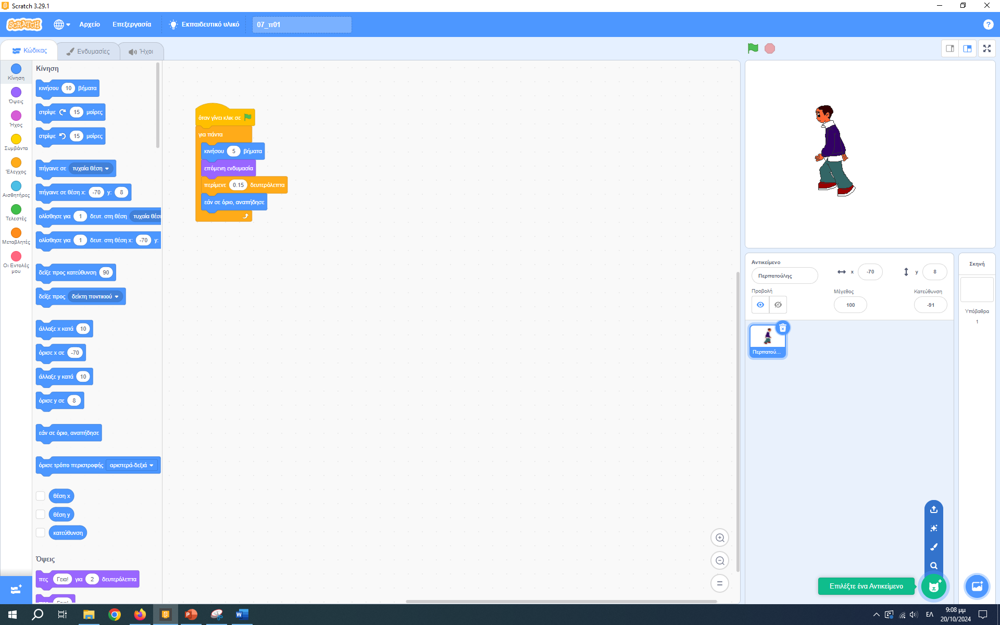 Scratch 3.29.1
SCRATCH
Αρχείο
Επεξεργασία
Εκπαιδευτικό υλικό
07_π01
Κώδικας
Ενδυμασίες
Ήχοι
Κίνηση
Όψεις
Ήχος
Συμβάντα
Έλεγχος
Αισθητήρες
Τελεστές
Μεταβλητές
Οι Εντολές
μου
Κίνηση
κινήσου 10 βήματα
στρίψε 15 μοίρες
στρίψε 15 μοίρες
πήγαινε σε τυχαία θέση
πήγαινε σε θέση x: -70 y: 8
ολίσθησε για 1 δευτ. στη θέση τυχαία
ολίσθησε για 1 δευτ. στη θέση x: -70 y:
δείξε προς κατεύθυνση 90
δείξε προς δείκτη ποντικιού
άλλαξε x κατά 10
όρισε x σε -70
άλλαξε y κατά 10
όρισε y σε 8
εάν σε όριο, αναπήδησε
όρισε τρόπο περιστροφής αριστερά-δεξιά
θέση x
θέση y
κατεύθυνση
Όψεις
πες Γεια! για 2 δευτερόλεπτα
όταν γίνει κλικ σε
για πάντα
κινήσου 5 βήματα
επόμενη ενδυμασία
περίμενε 0.15 δευτερόλεπτα
εάν σε όριο, αναπήδησε
Αντικείμενο
Περπατούλης
x -70
y 8
Προβολή
Μέγεθος
100
Κατεύθυνση
-91
Περπατού...
Σκηνή
Υπόβαθρα
1
Επιλέξτε ένα Αντικείμενο
ΕΛ
9:08 μμ
20/10/2024